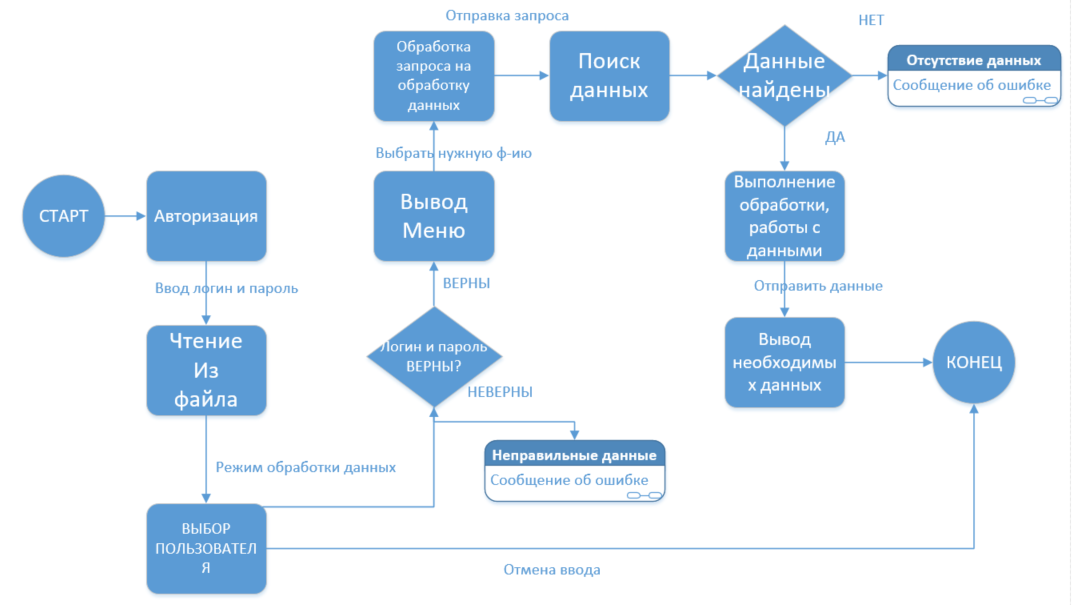 Отправка запроса
НЕТ
Обработка
запроса на
обработку
данных
Поиск
данных
Данные
найдены
Отсутствие данных
Сообщение об ошибке
ДА
Выбрать нужную ф-ию
СТАРТ
Авторизация
Вывод
Меню
Выполнение
обработки,
работы с
данными
Ввод логин и пароль
ВЕРНЫ
Отправить данные
Чтение
Из
файла
Логин и пароль
ВЕРНЫ?
НЕВЕРНЫ
Вывод
необходимы
х данных
КОНЕЦ
Неправильные данные
Сообщение об ошибке
Режим обработки данных
ВЫБОР
ПОЛЬЗОВАТЕЛ
Я
Отмена ввода